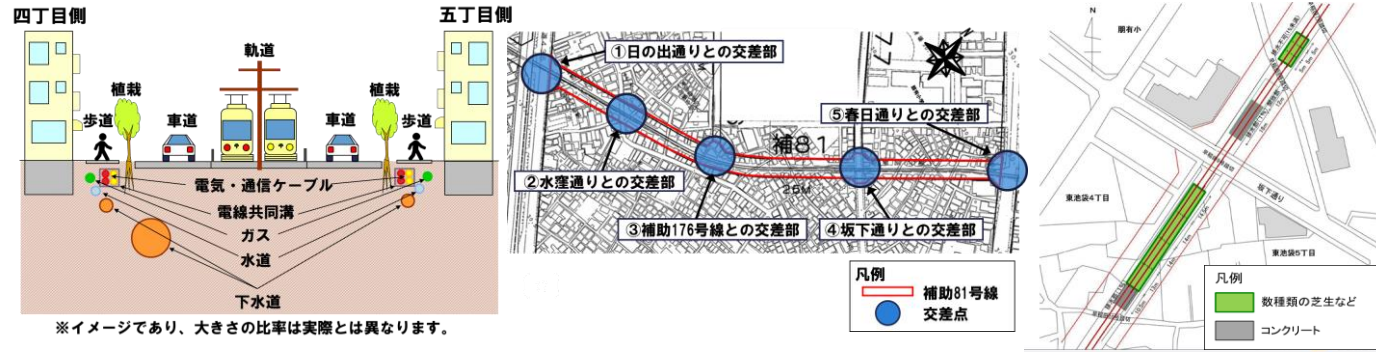 四丁目側
五丁目側
軌道
植栽
植栽
歩道
車道
車道
歩道
電気・通信ケーブル
電線共同溝
ガス
水道
下水道
※イメージであり、大きさの比率は実際とは異なります。
①日の出通りとの交差部
⑤春日通りとの交差部
補81
②水窪通りとの交差部
25M
③補助176号線との交差部
④坂下通りとの交差部
凡例
補助81号線
交差点
N
朋有小
坂下通り
東池袋4丁目
東池袋5丁目
凡例
数種類の芝生など
コンクリート